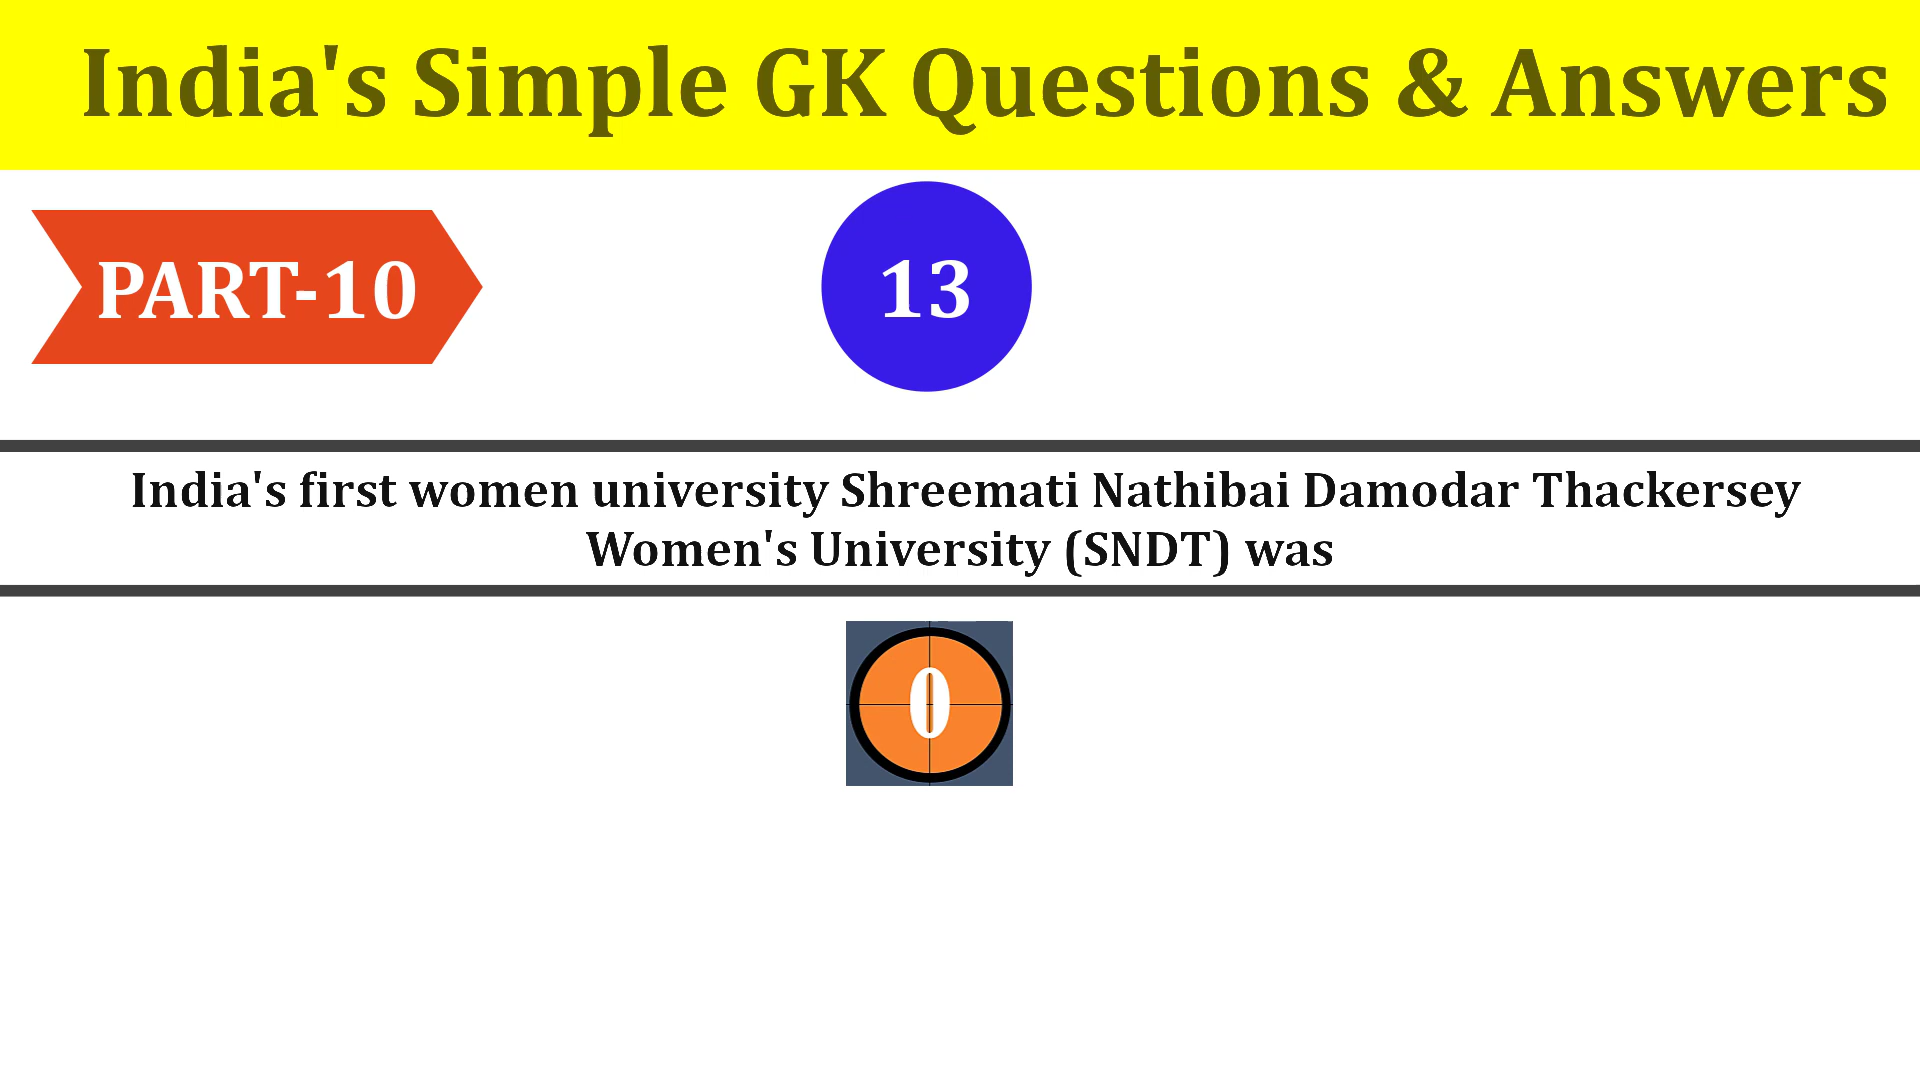 India's Simple GK Questions & Answers
PART-10
13
India's first women university Shreemati Nathibai Damodar Thackersey
Women's University (SNDT) was
0